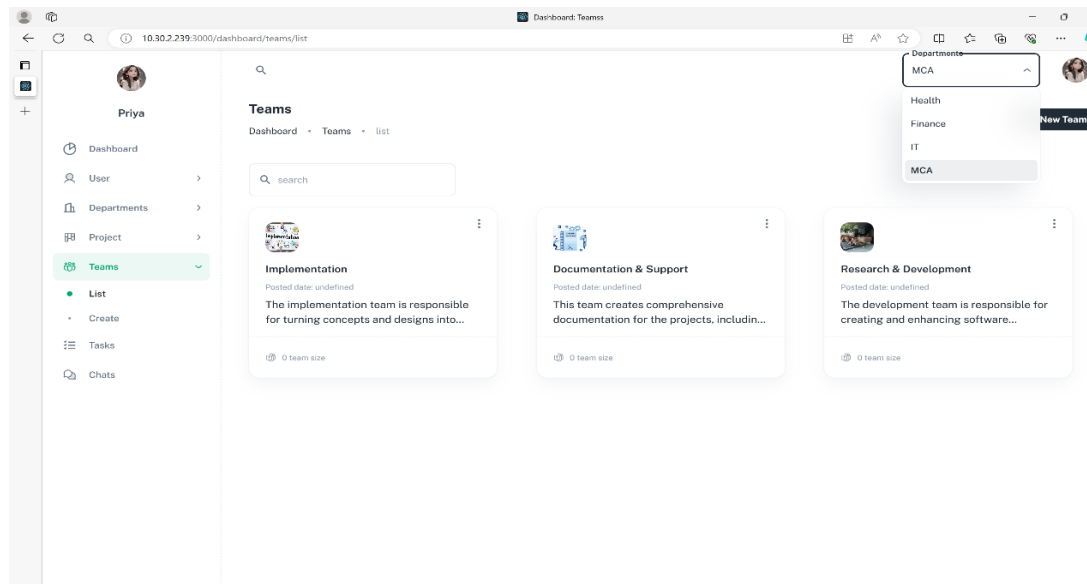 Dashboard: Teamss
10.30.2.239:3000/dashboard/teams/list
Departments
MCA
Health
Finance
IT
MCA
New Team
Priya
Dashboard
User
Departments
Project
Teams
List
Create
Tasks
Chats
Teams
Dashboard • Teams • list
search
Implementation
Posted date: undefined
The implementation team is responsible
for turning concepts and designs into...
0 team size
Documentation & Support
Posted date: undefined
This team creates comprehensive
documentation for the projects, includin...
0 team size
Research & Development
Posted date: undefined
The development team is responsible for
creating and enhancing software...
0 team size